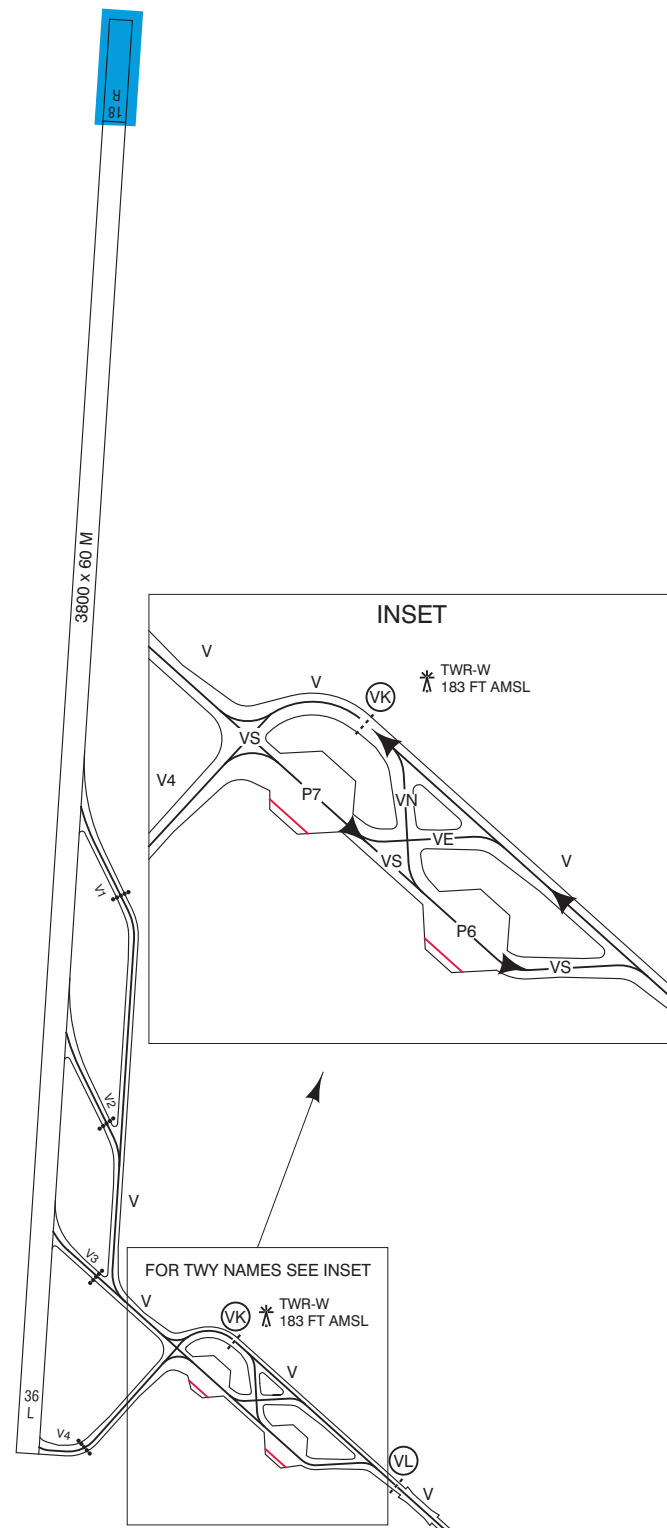 18
R
3800 x 60 M
INSET
V
V
TWR-W
183 FT AMSL
VK
VS
V4
P7
VN
VE
VS
V
P6
VS
V1
V2
V
V3
FOR TWY NAMES SEE INSET
V
VK
TWR-W
183 FT AMSL
V
36
L
V4
VL
V